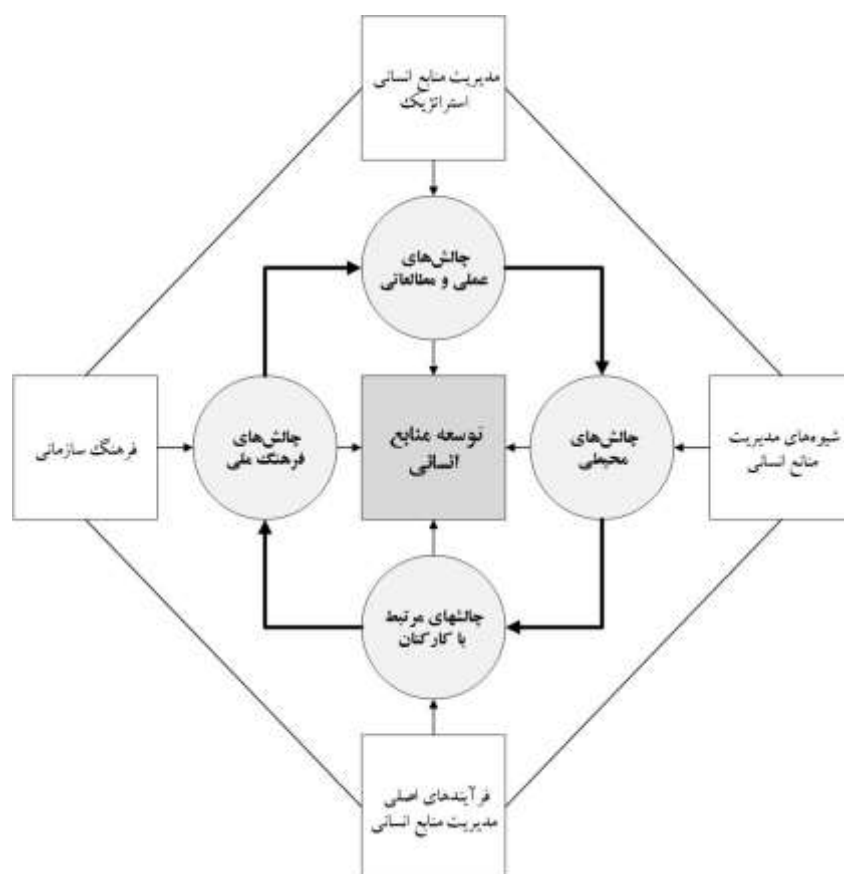 مدیریت منابع انسانی
استراتژیک
چالش‌های
عملی و مطالعاتی
شیوه‌های مدیریت
منابع انسانی
چالش‌های
محیطی
توسعه منابع
انسانی
چالش‌های
فرهنگ ملی
فرهنگ سازمانی
چالشهای مرتبط
با کارکنان
فرآیندهای اصلی
مدیریت منابع انسانی